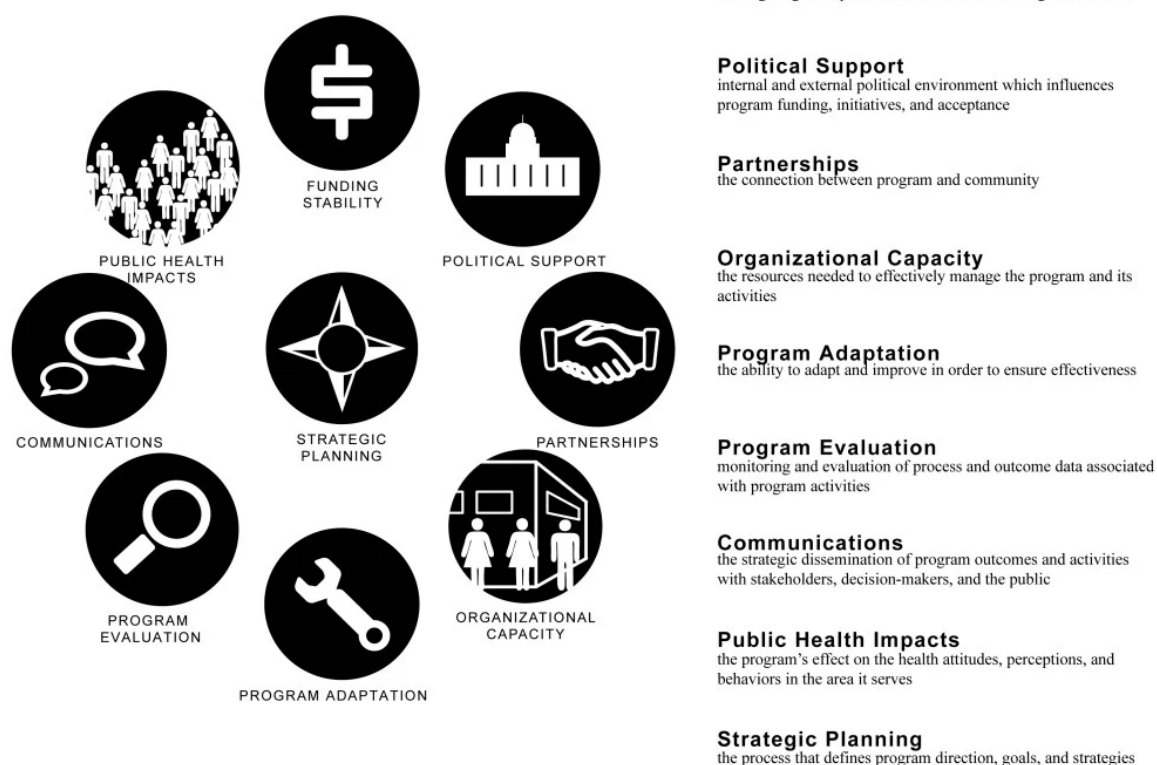 FUNDING
STABILITY
PUBLIC HEALTH
IMPACTS
POLITICAL SUPPORT
COMMUNICATIONS
STRATEGIC
PLANNING
PARTNERSHIPS
PROGRAM
EVALUATION
ORGANIZATIONAL
CAPACITY
PROGRAM ADAPTATION
Political Support
internal and external political environment which influences
program funding, initiatives, and acceptance
Partnerships
the connection between program and community
Organizational Capacity
the resources needed to effectively manage the program and its
activities
Program Adaptation
the ability to adapt and improve in order to ensure effectiveness
Program Evaluation
monitoring and evaluation of process and outcome data associated
with program activities
Communications
the strategic dissemination of program outcomes and activities
with stakeholders, decision-makers, and the public
Public Health Impacts
the program's effect on the health attitudes, perceptions, and
behaviors in the area it serves
Strategic Planning
the process that defines program direction, goals, and strategies